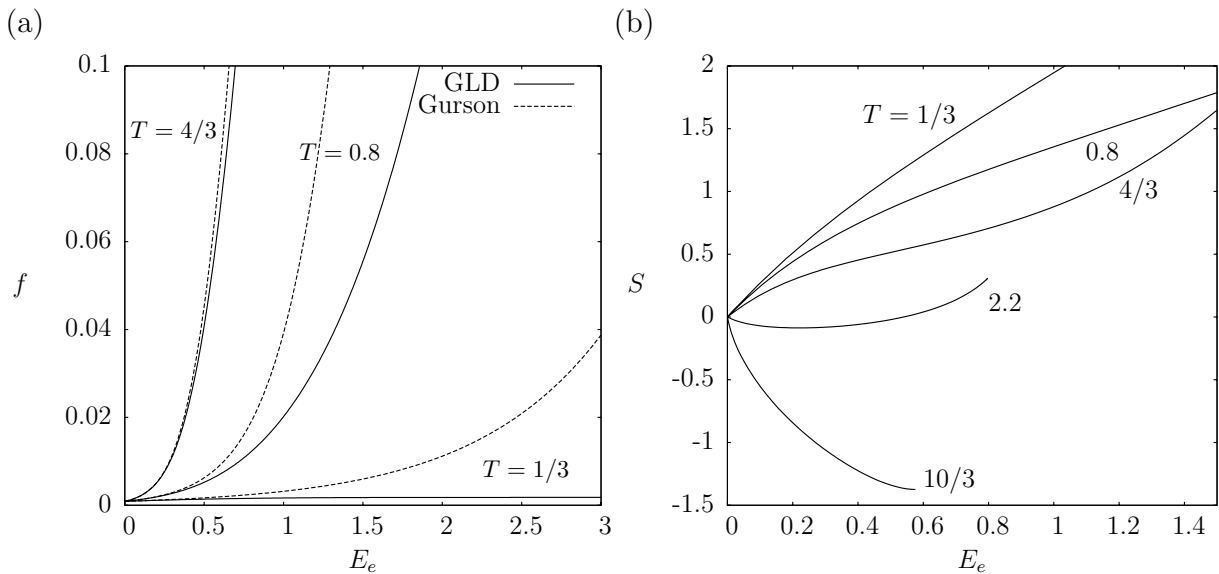 (a)
(b)
0.1
0.08
0.06
0.04
0.02
0
f
0
0.5
1
1.5
2
2.5
3
E_e
GLD
Gurson
T = 4/3
T = 0.8
T = 1/3
2
1.5
1
0.5
0
-0.5
-1
-1.5
S
0
0.2
0.4
0.6
0.8
1
1.2
1.4
E_e
T = 1/3
0.8
4/3
2.2
10/3